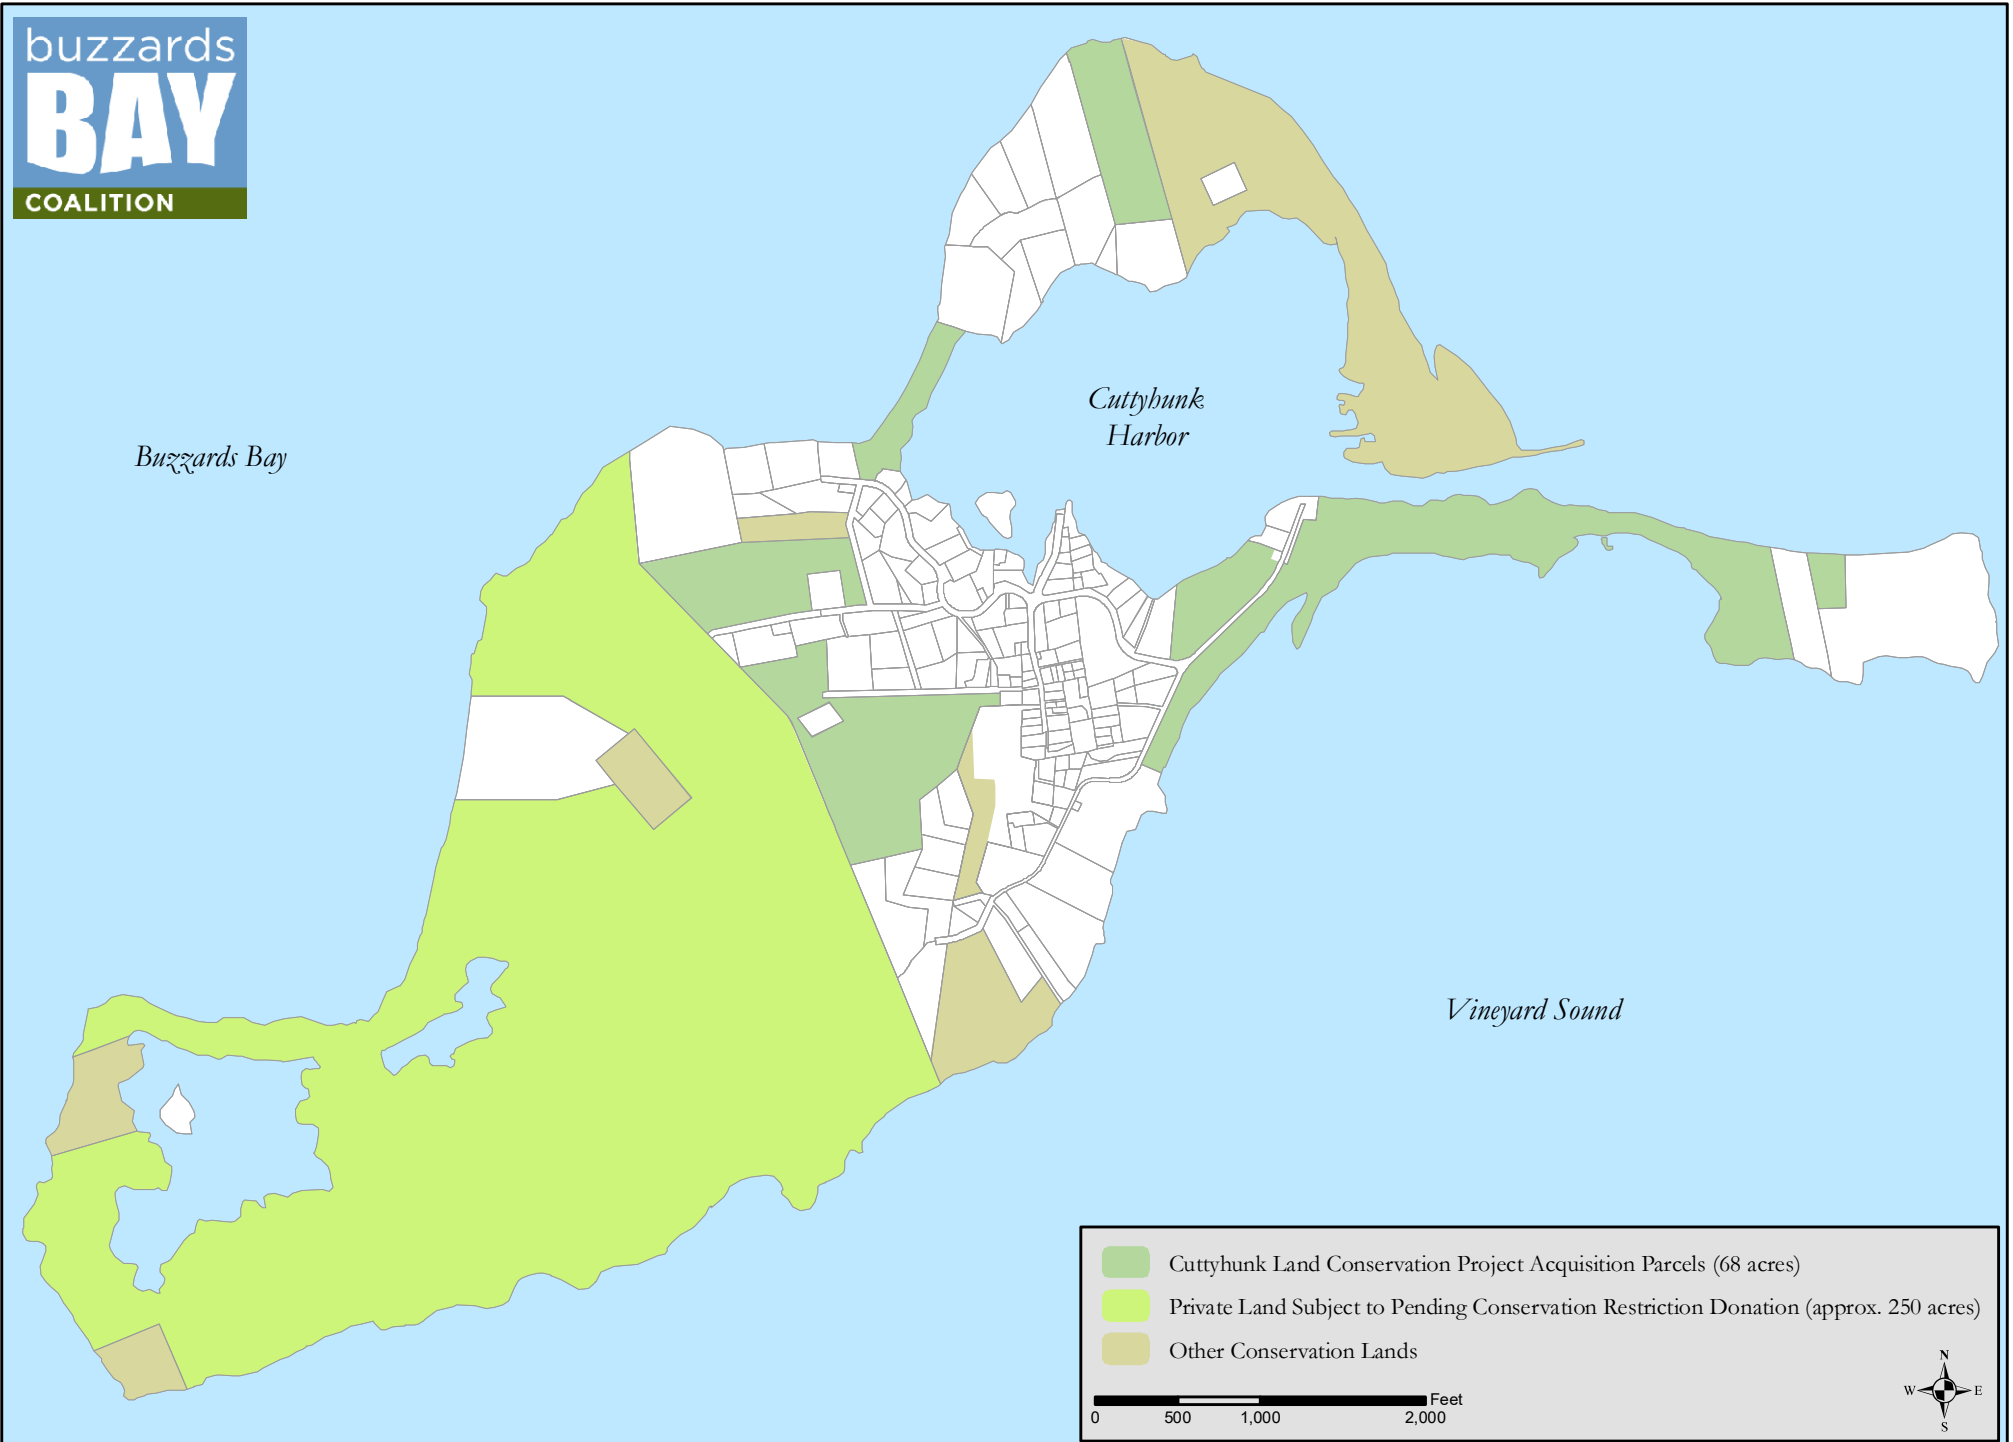 buzzards
BAY
COALITION
Cuttyhunk
Harbor
Buzzards Bay
Vineyard Sound
Cuttyhunk Land Conservation Project Acquisition Parcels (68 acres)
Private Land Subject to Pending Conservation Restriction Donation (approx. 250 acres)
Other Conservation Lands
Feet
0 500 1,000 2,000
N
W E
S